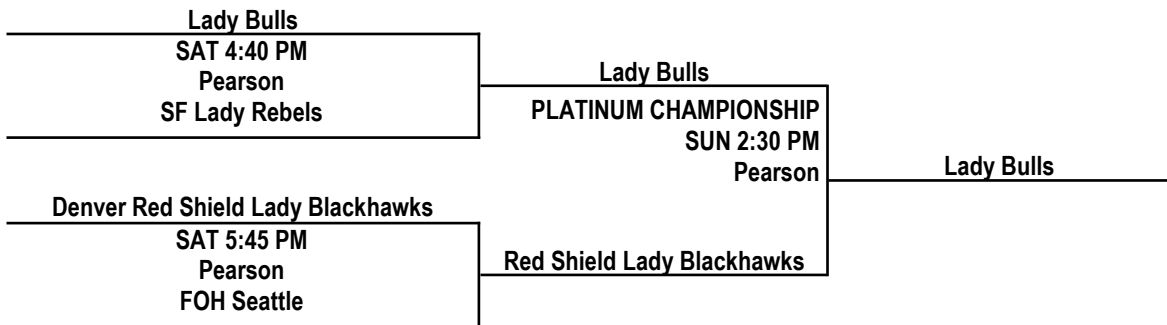 Lady Bulls
SAT 4:40 PM
Pearson
SF Lady Rebels
Lady Bulls
PLATINUM CHAMPIONSHIP
SUN 2:30 PM
Pearson
Lady Bulls
Denver Red Shield Lady Blackhawks
SAT 5:45 PM
Pearson
FOH Seattle
Red Shield Lady Blackhawks